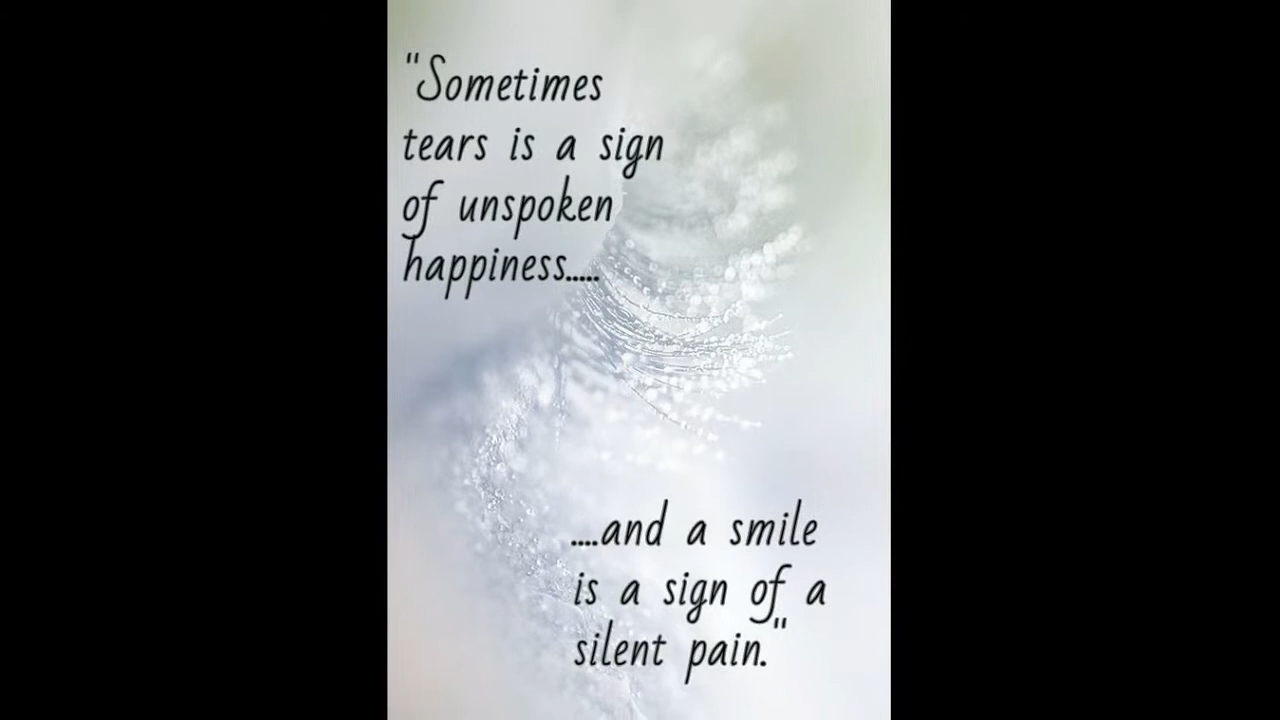 "Sometimes
tears is a sign
of unspoken
happiness.....
....and a smile
is a sign of a
silent pain."